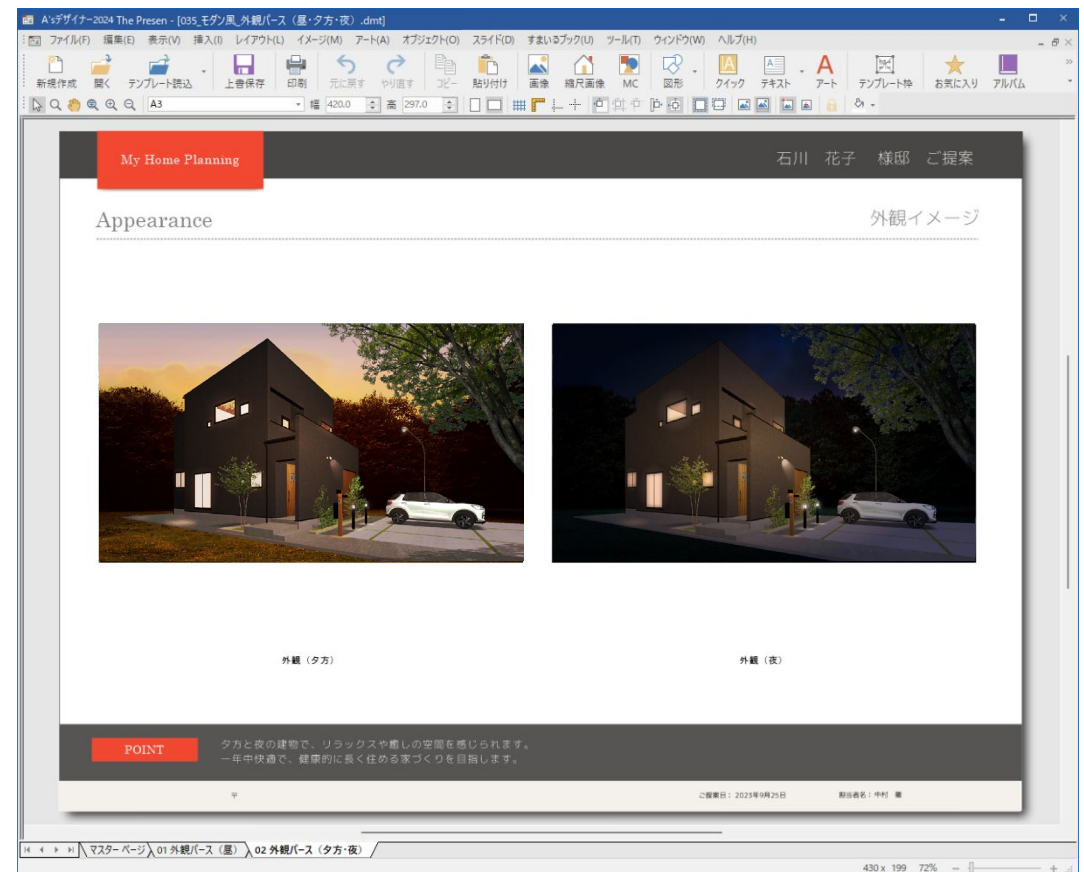 A'sデザイナー2024 The Presen - [035_モダン風_外観パース（昼・夕方・夜）.dmt]
ファイル(F) 編集(E) 表示(V) 挿入(I) レイアウト(L) イメージ(M) アート(A) オブジェクト(O) スライド(D) すまいるブック(U) ツール(T) ウィンドウ(W) ヘルプ(H)
新規作成 開く テンプレート読込 上書保存 印刷 元に戻す やり直す コピー 貼り付け 画像 縮尺画像 MC 図形 クイック テキスト アート テンプレート枠 お気に入り アルバム
A3 幅 420.0 高 297.0
My Home Planning
石川 花子 様邸 ご提案
Appearance
外観イメージ
外観（夕方）
外観（夜）
POINT
夕方と夜の建物で、リラックスや癒しの空間を感じられます。
一年中快適で、健康的に長く住める家づくりを目指します。
〒
ご提案日： 2023年9月25日
担当者名：中村
マスター ページ 01 外観パース（昼） 02 外観パース（夕方・夜）
430 x 199 72%